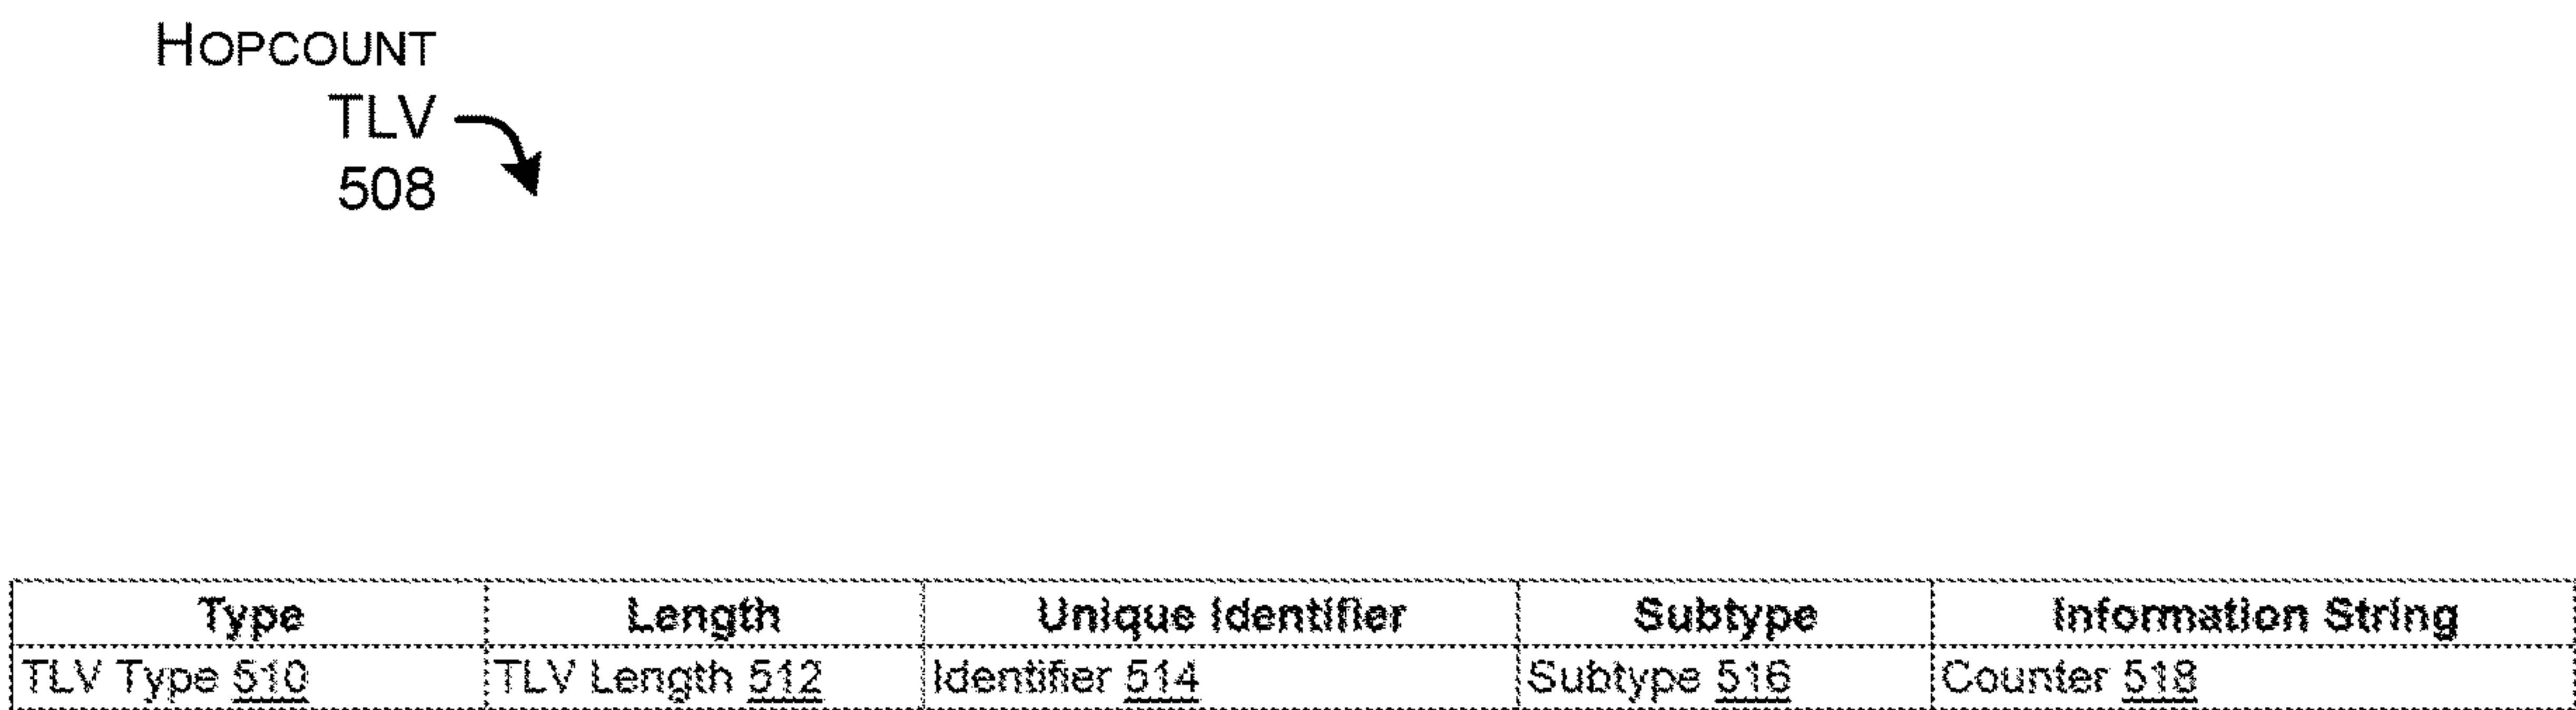 HOPCOUNT
TLV
508
Type Length Unique Identifier Subtype Information String
TLV Type 510 TLV Length 512 Identifier 514 Subtype 516 Counter 518